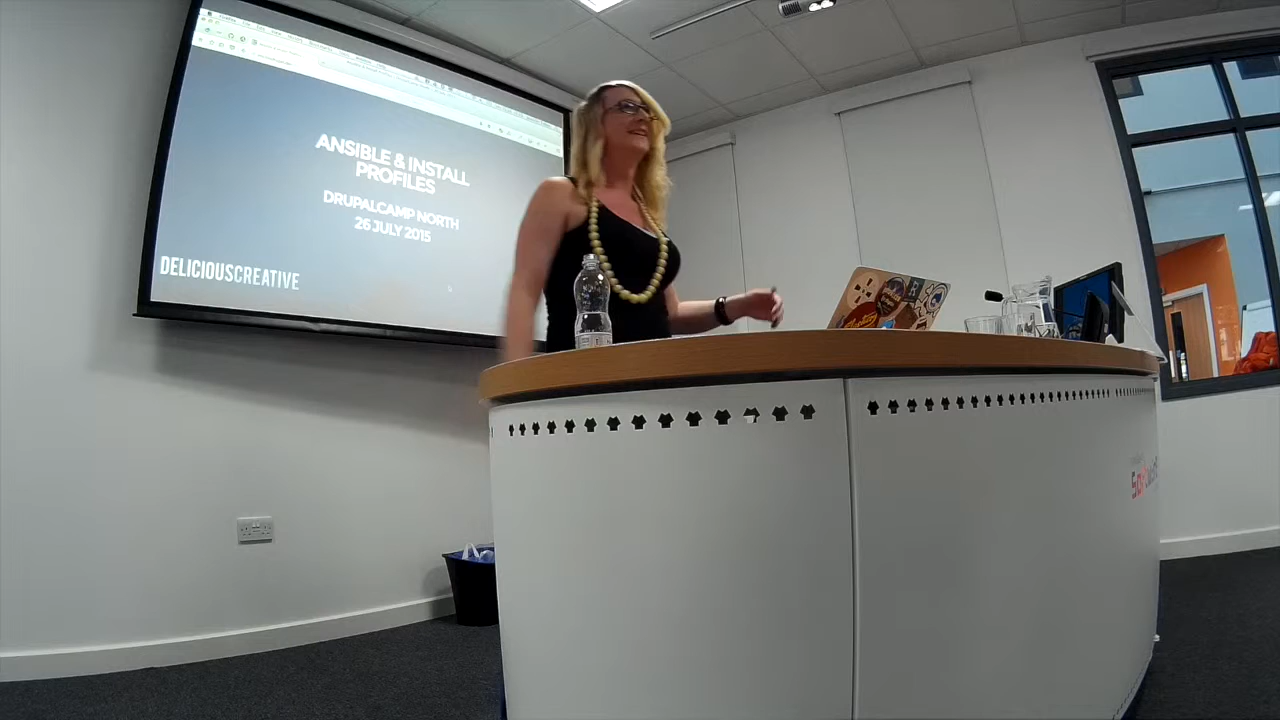 ANSIBLE & INSTALL
PROFILES
DRUPALCAMP NORTH
26 JULY 2015
DELICIOUSCREATIVE